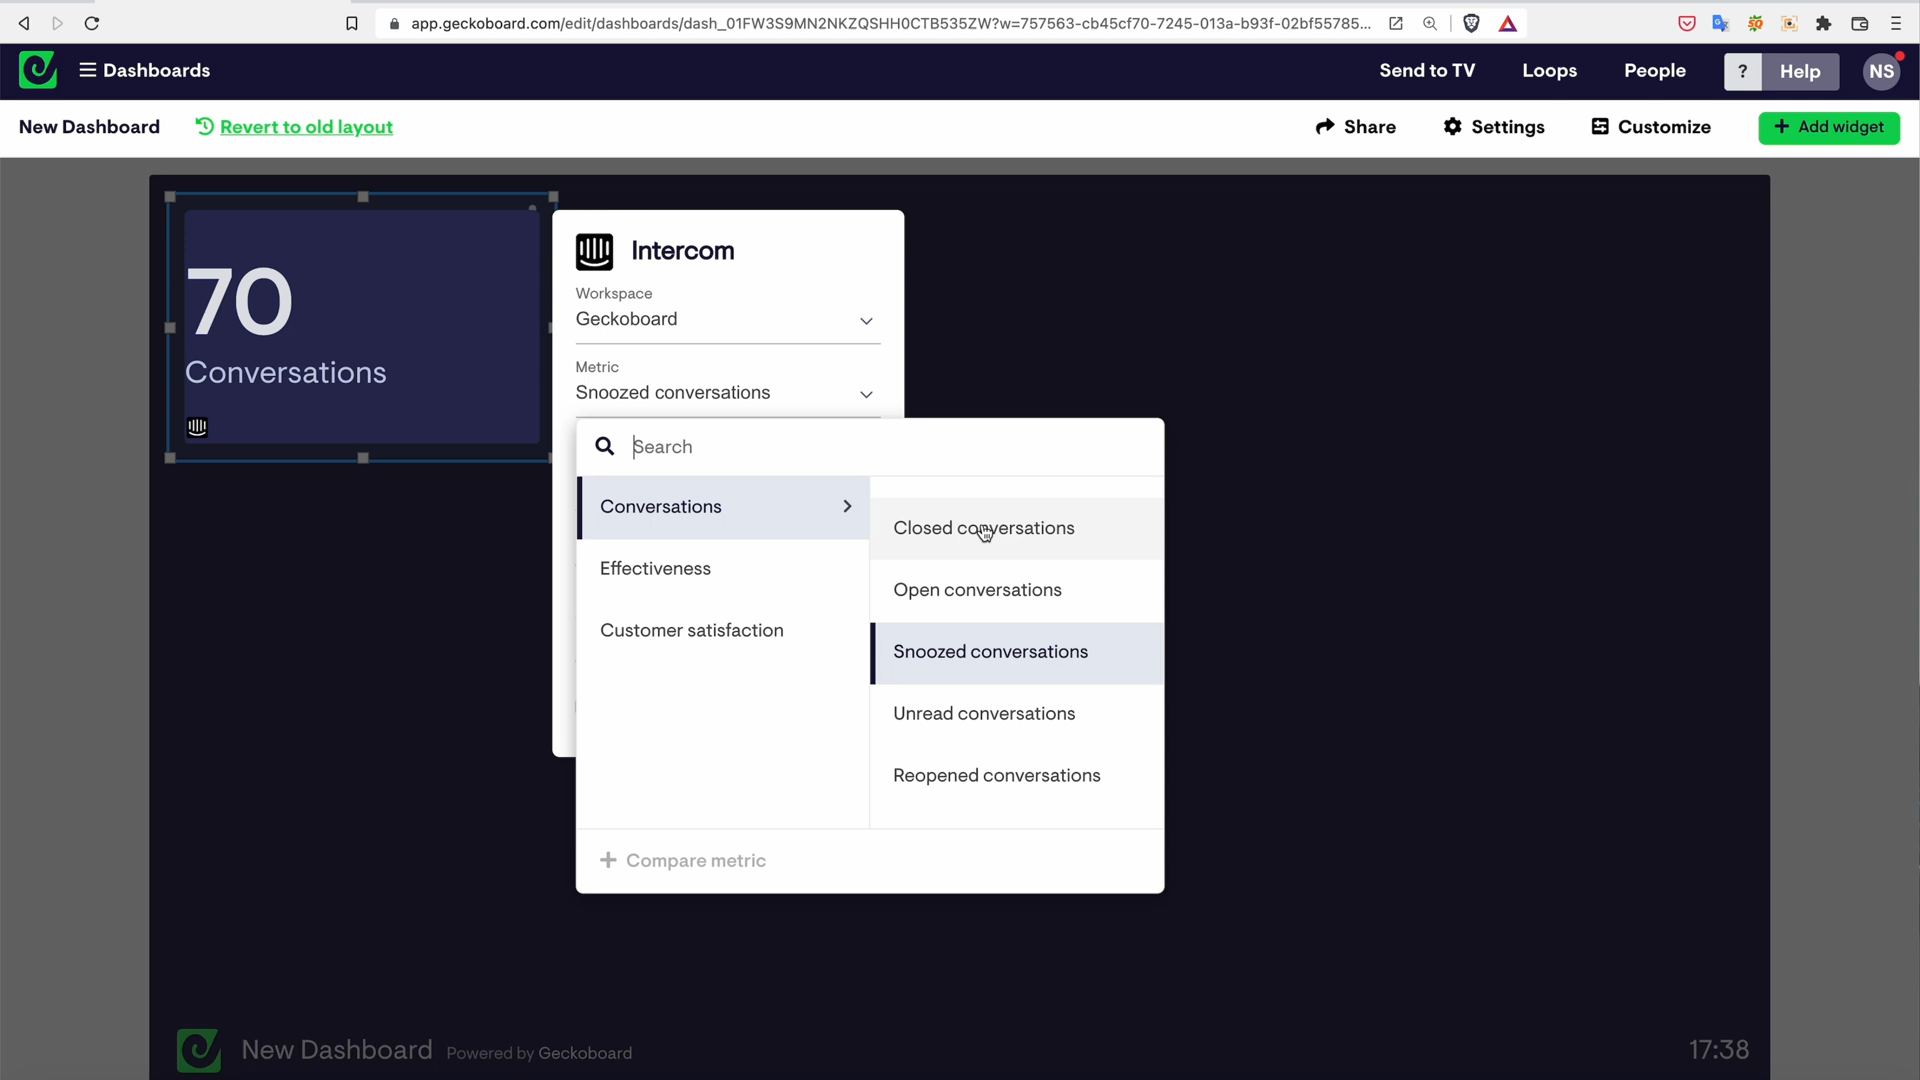 app.geckoboard.com/edit/dashboards/dash_01FW3S9MN2NKZQSHH0CTB535ZW?w=757563-cb45cf70-7245-013a-b93f-02bf55785...
Dashboards
Send to TV
Loops
People
? Help
NS
New Dashboard
Revert to old layout
Share
Settings
Customize
+ Add widget
70
Conversations
Intercom
Workspace
Geckoboard
Metric
Snoozed conversations
Search
Conversations
Effectiveness
Customer satisfaction
Closed conversations
Open conversations
Snoozed conversations
Unread conversations
Reopened conversations
+ Compare metric
New Dashboard
Powered by Geckoboard
17:38